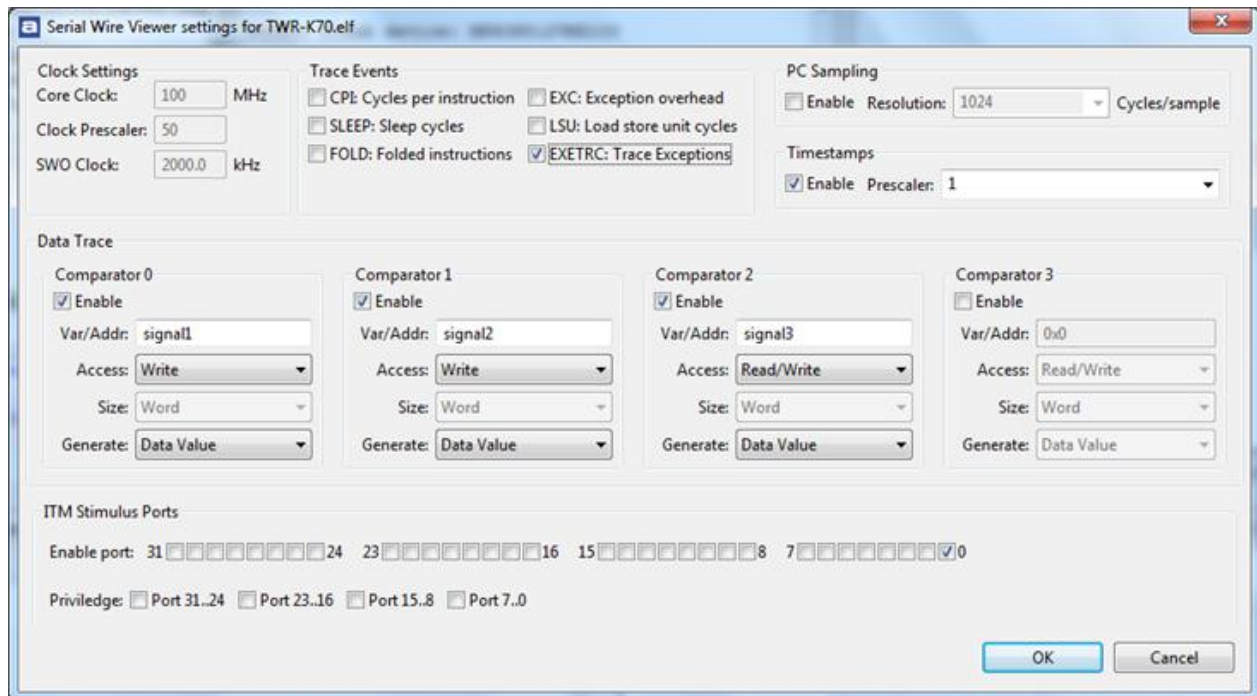 Serial Wire Viewer settings for TWR-K70.elf
Clock Settings
Core Clock: 100 MHz
Clock Prescaler: 50
SWO Clock: 2000.0 kHz
Trace Events
CPI: Cycles per instruction EXC: Exception overhead
SLEEP: Sleep cycles LSU: Load store unit cycles
FOLD: Folded instructions EXETRC: Trace Exceptions
PC Sampling
Enable Resolution: 1024 Cycles/sample
Timestamps
Enable Prescaler: 1
Data Trace
Comparator 0
Enable
Var/Addr: signal1
Access: Write
Size: Word
Generate: Data Value
Comparator 1
Enable
Var/Addr: signal2
Access: Write
Size: Word
Generate: Data Value
Comparator 2
Enable
Var/Addr: signal3
Access: Read/Write
Size: Word
Generate: Data Value
Comparator 3
Enable
Var/Addr: 0x0
Access: Read/Write
Size: Word
Generate: Data Value
ITM Stimulus Ports
Enable port: 31 24 23 16 15 8 7 0
Priviledge: Port 31..24 Port 23..16 Port 15..8 Port 7..0
OK Cancel